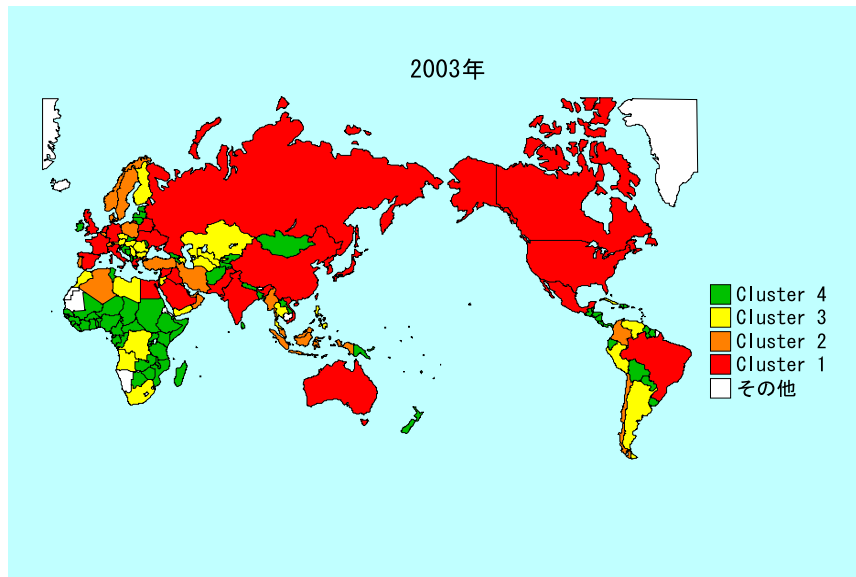 2003年
Cluster 4
Cluster 3
Cluster 2
Cluster 1
その他